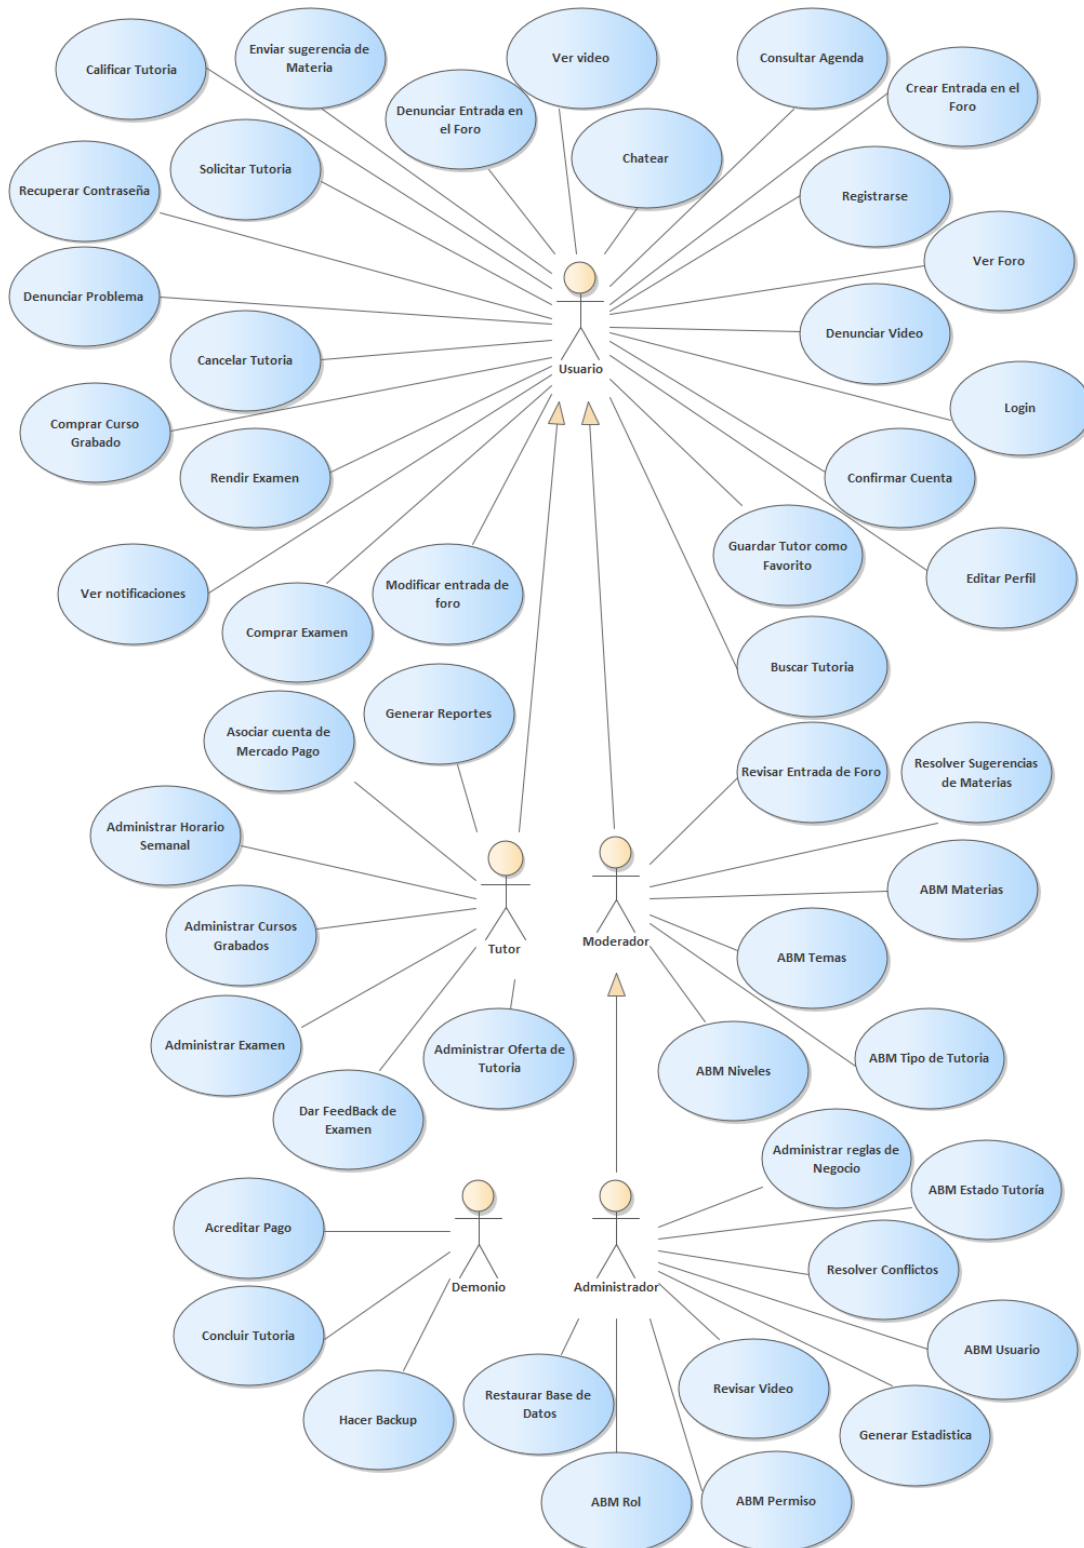 Calificar Tutoria
Enviar sugerencia de
Materia
Ver video
Consultar Agenda
Crear Entrada en el
Foro
Denunciar Entrada en
el Foro
Chatear
Solicitar Tutoria
Recuperar Contraseña
Registrarse
Ver Foro
Denunciar Problema
Denunciar Video
Cancelar Tutoria
Usuario
Login
Comprar Curso
Grabado
Rendir Examen
Confirmar Cuenta
Guardar Tutor como
Favorito
Editar Perfil
Ver notificaciones
Modificar entrada de
foro
Comprar Examen
Buscar Tutoria
Generar Reportes
Asociar cuenta de
Mercado Pago
Revisar Entrada de Foro
Resolver Sugerencias
de Materias
Administrar Horario
Semanal
ABM Materias
Administrar Cursos
Grabados
Tutor
Moderador
ABM Temas
Administrar Examen
Administrar Oferta de
Tutoria
ABM Tipo de Tutoria
ABM Niveles
Dar FeedBack de
Examen
Administrar reglas de
Negocio
ABM Estado Tutoría
Acreditar Pago
Resolver Conflictos
Demonio
Administrador
Concluir Tutoria
ABM Usuario
Revisar Video
Restaurar Base de
Datos
Hacer Backup
Generar Estadistica
ABM Rol
ABM Permiso